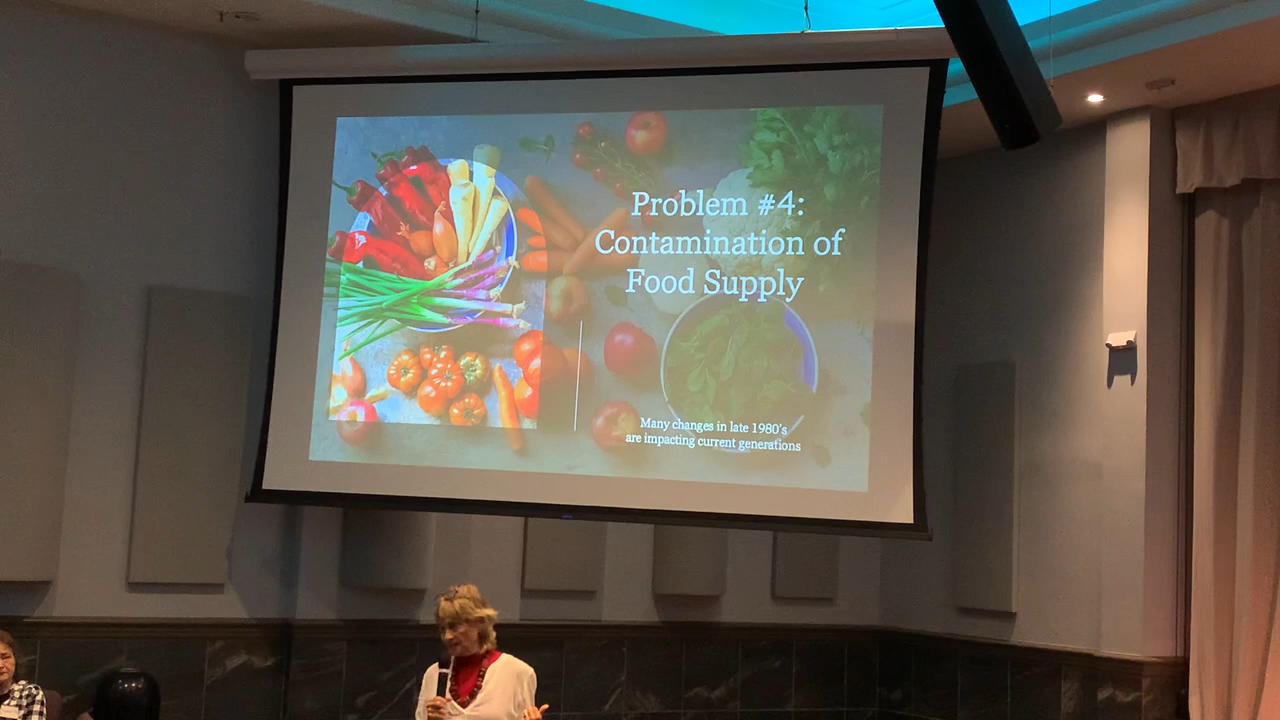 Problem #4:
Contamination of
Food Supply
Many changes in late 1980's
are impacting current generations